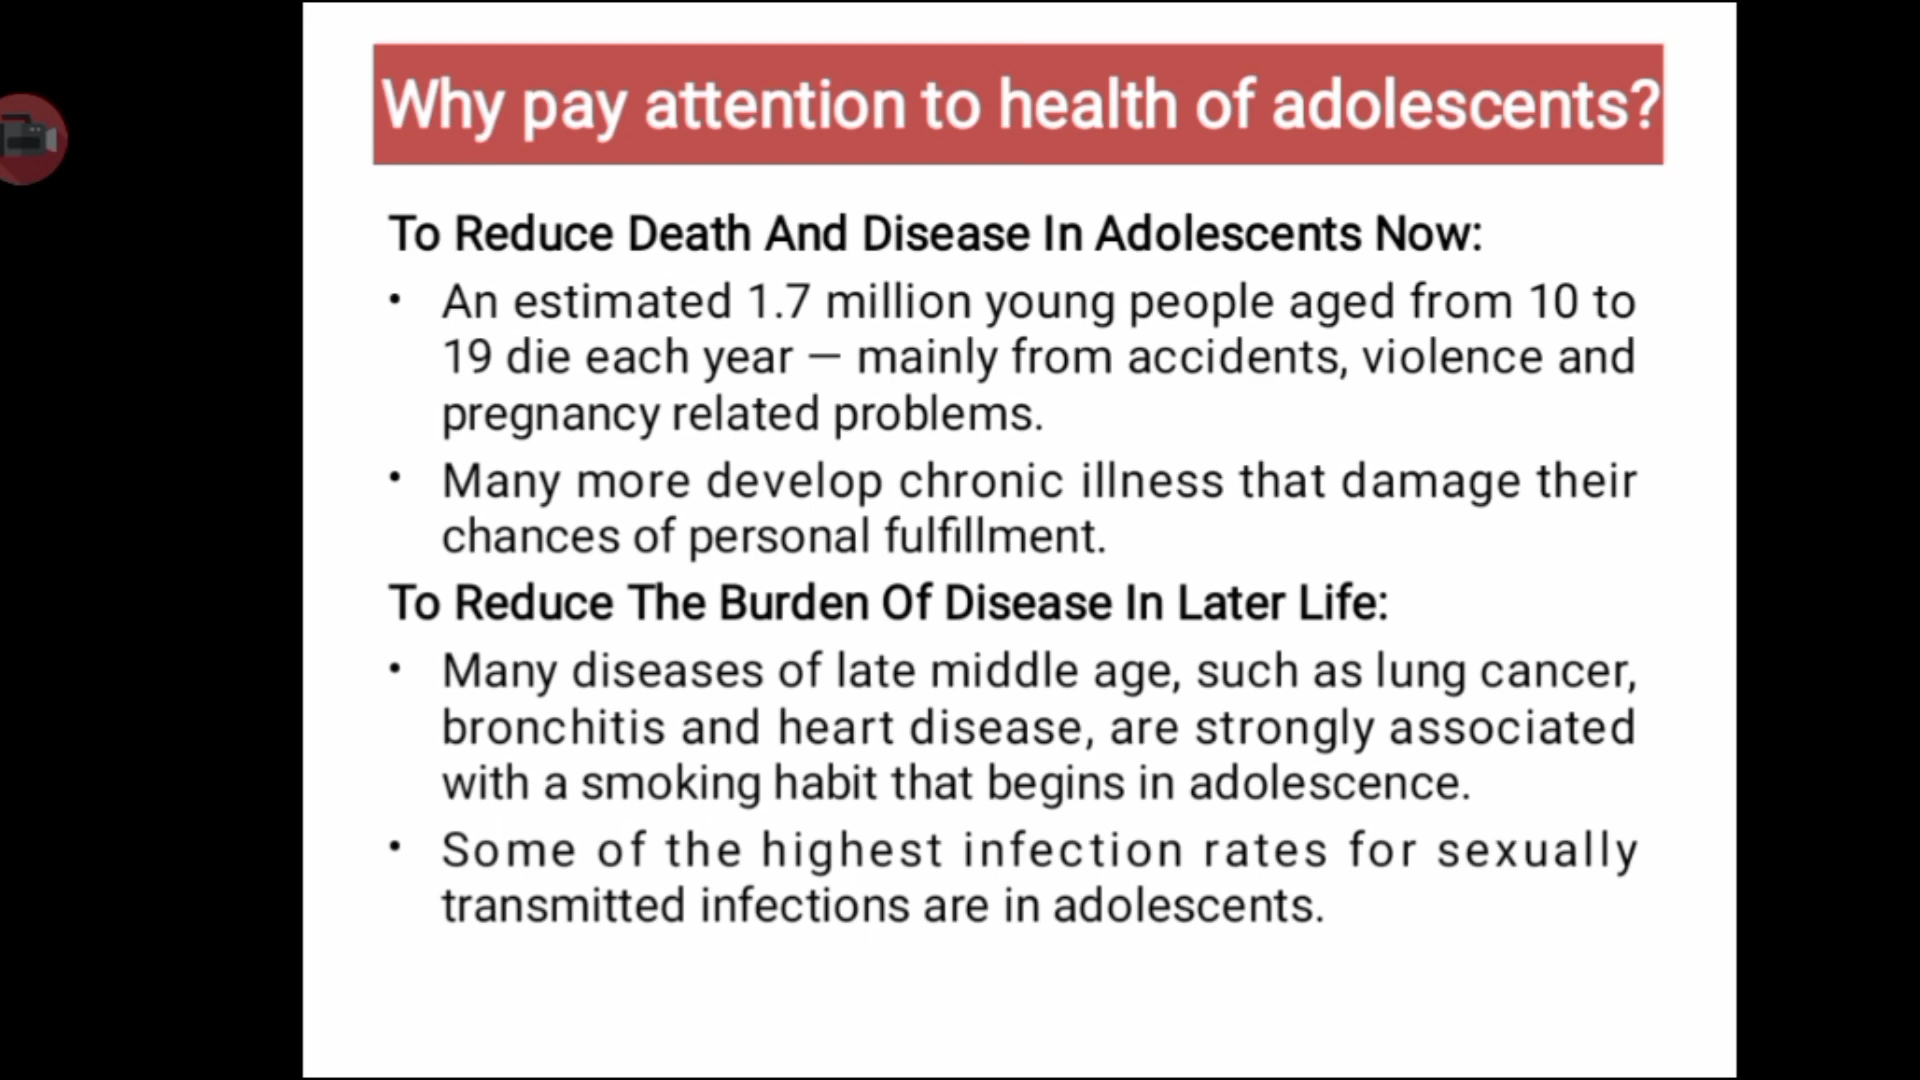 Why pay attention to health of adolescents?
To Reduce Death And Disease In Adolescents Now:
• An estimated 1.7 million young people aged from 10 to
19 die each year — mainly from accidents, violence and
pregnancy related problems.
• Many more develop chronic illness that damage their
chances of personal fulfillment.
To Reduce The Burden Of Disease In Later Life:
• Many diseases of late middle age, such as lung cancer,
bronchitis and heart disease, are strongly associated
with a smoking habit that begins in adolescence.
• Some of the highest infection rates for sexually
transmitted infections are in adolescents.